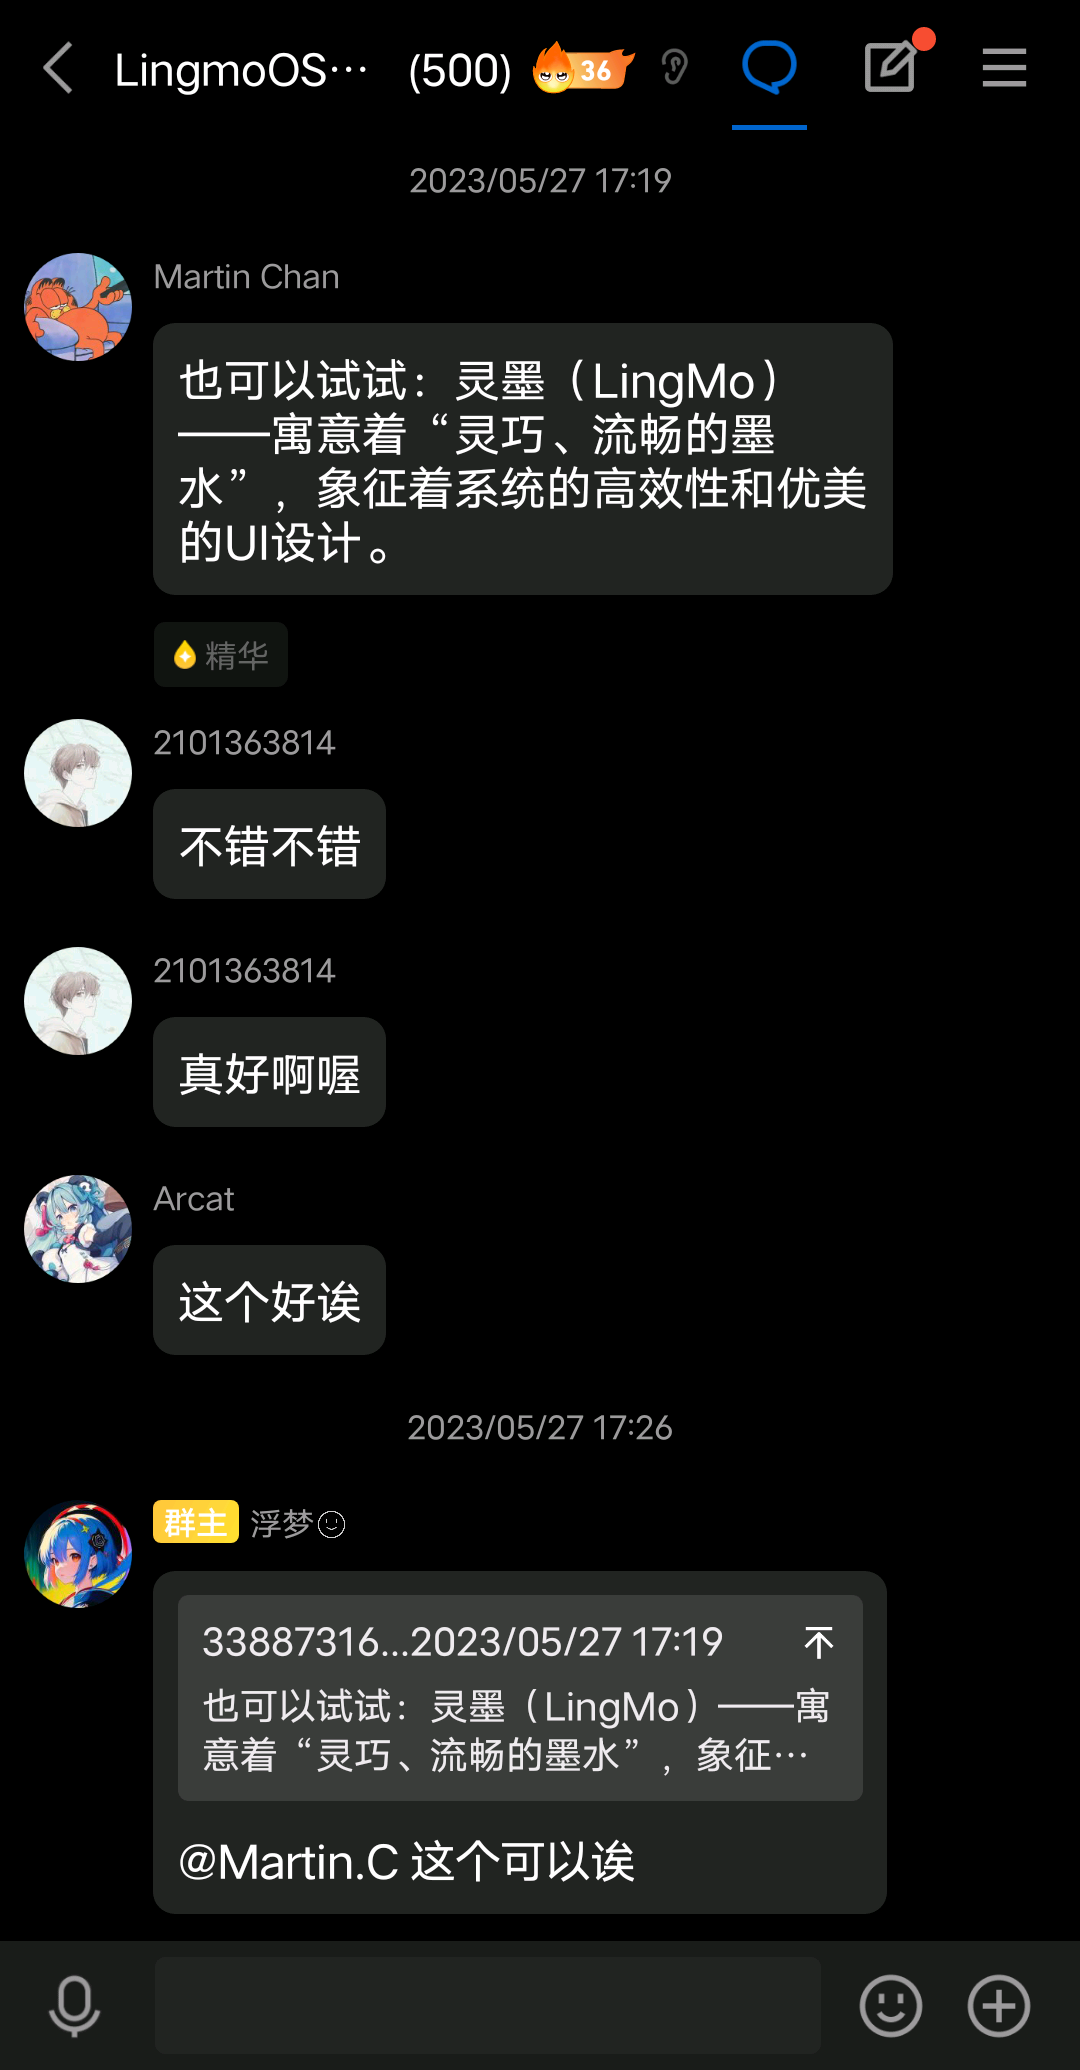 LingmoOS… (500) 36
2023/05/27 17:19
Martin Chan
也可以试试：灵墨（LingMo）
——寓意着“灵巧、流畅的墨
水”，象征着系统的高效性和优美
的UI设计。
精华
2101363814
不错不错
2101363814
真好啊喔
Arcat
这个好诶
2023/05/27 17:26
群主 浮梦
33887316...2023/05/27 17:19
也可以试试：灵墨（LingMo）——寓
意着“灵巧、流畅的墨水”，象征…
@Martin.C 这个可以诶